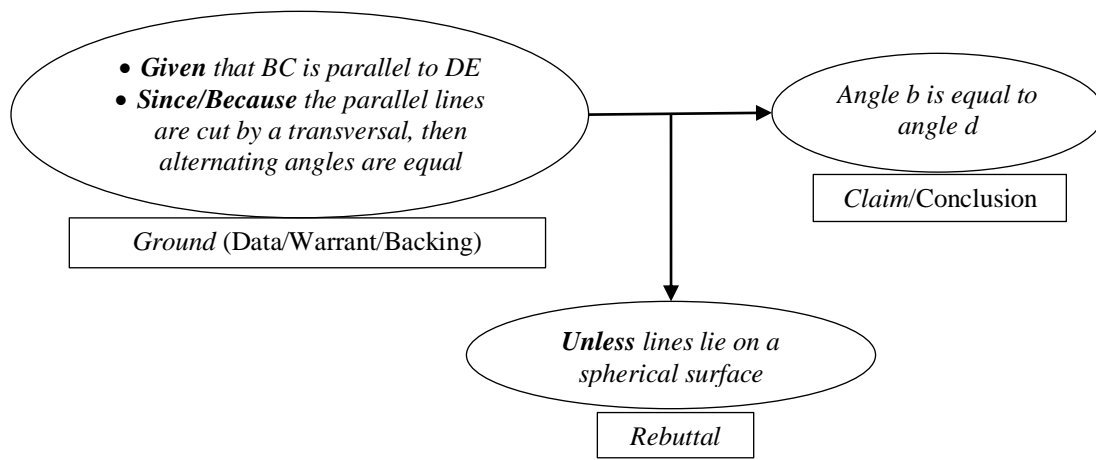 • Given that BC is parallel to DE
• Since/Because the parallel lines
are cut by a transversal, then
alternating angles are equal
Ground (Data/Warrant/Backing)
Angle b is equal to
angle d
Claim/Conclusion
Unless lines lie on a
spherical surface
Rebuttal